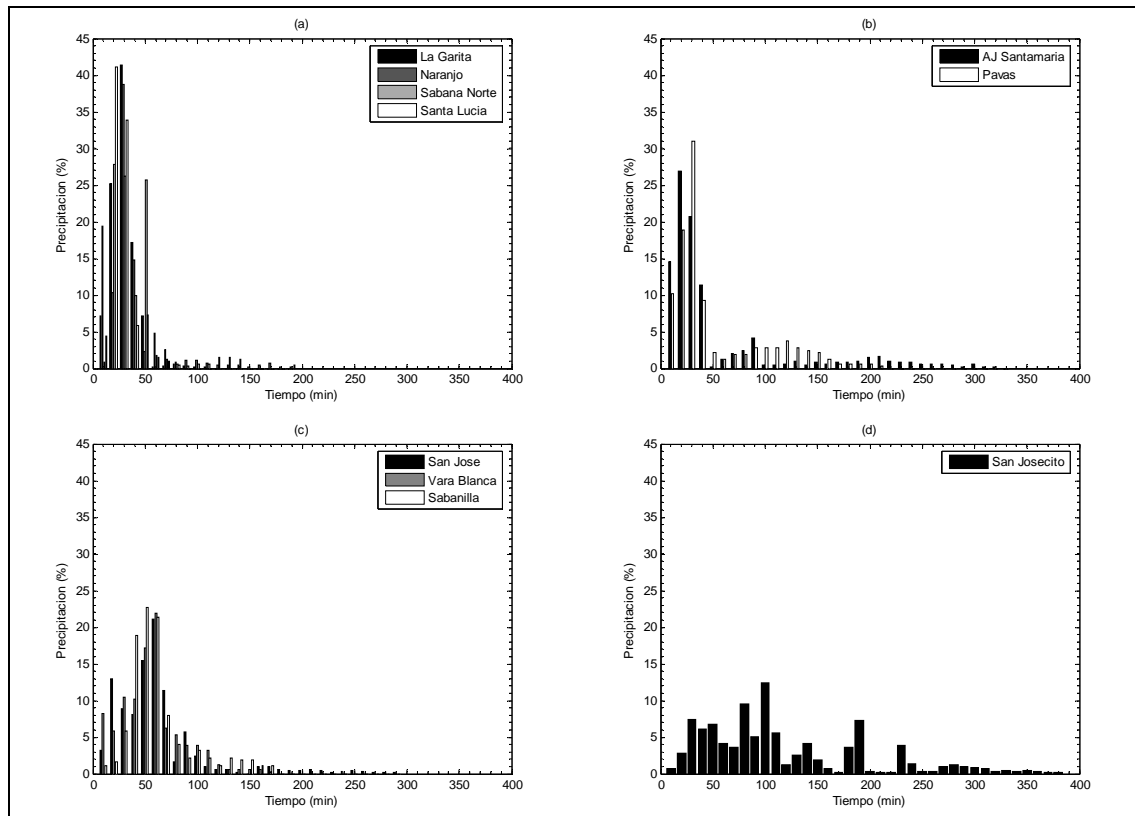 (a)
45
40
35
30
25
20
15
10
5
0
Precipitacion (%)
La Garita
Naranjo
Sabana Norte
Santa Lucia
0 50 100 150 200 250 300 350 400
Tiempo (min)
(b)
45
40
35
30
25
20
15
10
5
0
Precipitacion (%)
AJ Santamaria
Pavas
0 50 100 150 200 250 300 350 400
Tiempo (min)
(c)
45
40
35
30
25
20
15
10
5
0
Precipitacion (%)
San Jose
Vara Blanca
Sabanilla
0 50 100 150 200 250 300 350 400
Tiempo (min)
(d)
45
40
35
30
25
20
15
10
5
0
Precipitacion (%)
San Josecito
0 50 100 150 200 250 300 350 400
Tiempo (min)